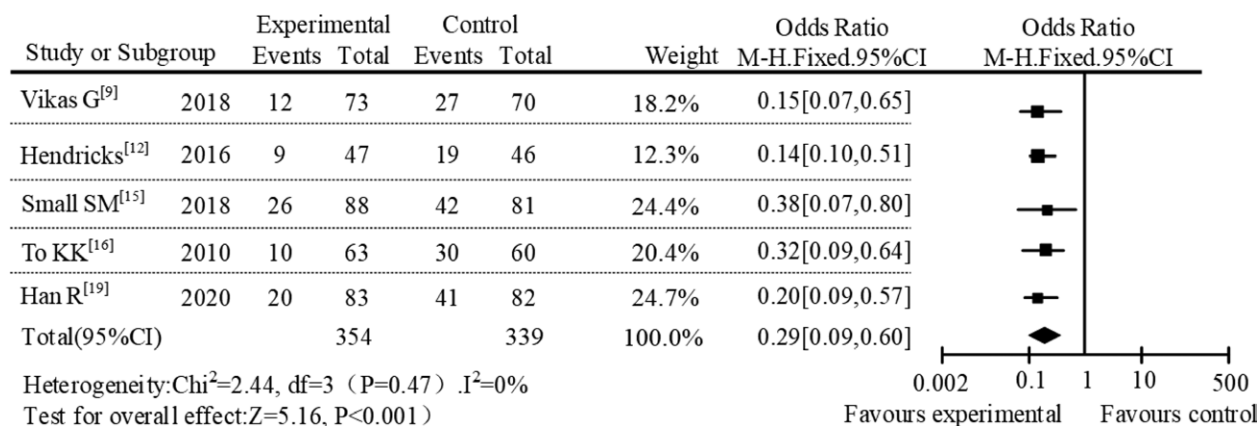 Experimental Control Odds Ratio Odds Ratio
Study or Subgroup Events Total Events Total Weight M-H.Fixed.95%CI M-H.Fixed.95%CI
Vikas G[9] 2018 12 73 27 70 18.2% 0.15[0.07,0.65]
Hendricks[12] 2016 9 47 19 46 12.3% 0.14[0.10,0.51]
Small SM[15] 2018 26 88 42 81 24.4% 0.38[0.07,0.80]
To KK[16] 2010 10 63 30 60 20.4% 0.32[0.09,0.64]
Han R[19] 2020 20 83 41 82 24.7% 0.20[0.09,0.57]
Total(95%CI) 354 339 100.0% 0.29[0.09,0.60]
Heterogeneity:Chi²=2.44, df=3（P=0.47）.I²=0%
Test for overall effect:Z=5.16, P<0.001）
0.002 0.1 1 10 500
Favours experimental Favours control